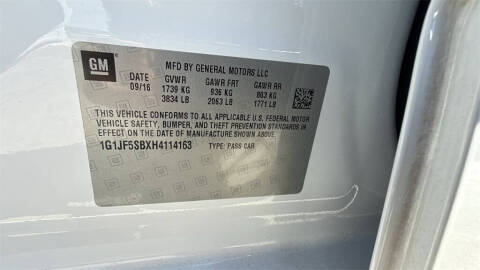 GM
MFD BY GENERAL MOTORS LLC
DATE GVWR GAWR FRT GAWR RR
09/16 1739 KG 936 KG 803 KG
3834 LB 2063 LB 1771 LB
THIS VEHICLE CONFORMS TO ALL APPLICABLE U.S. FEDERAL MOTOR
VEHICLE SAFETY, BUMPER, AND THEFT PREVENTION STANDARDS IN
EFFECT ON THE DATE OF MANUFACTURE SHOWN ABOVE.
1G1JF5SBXH4114163 TYPE: PASS CAR